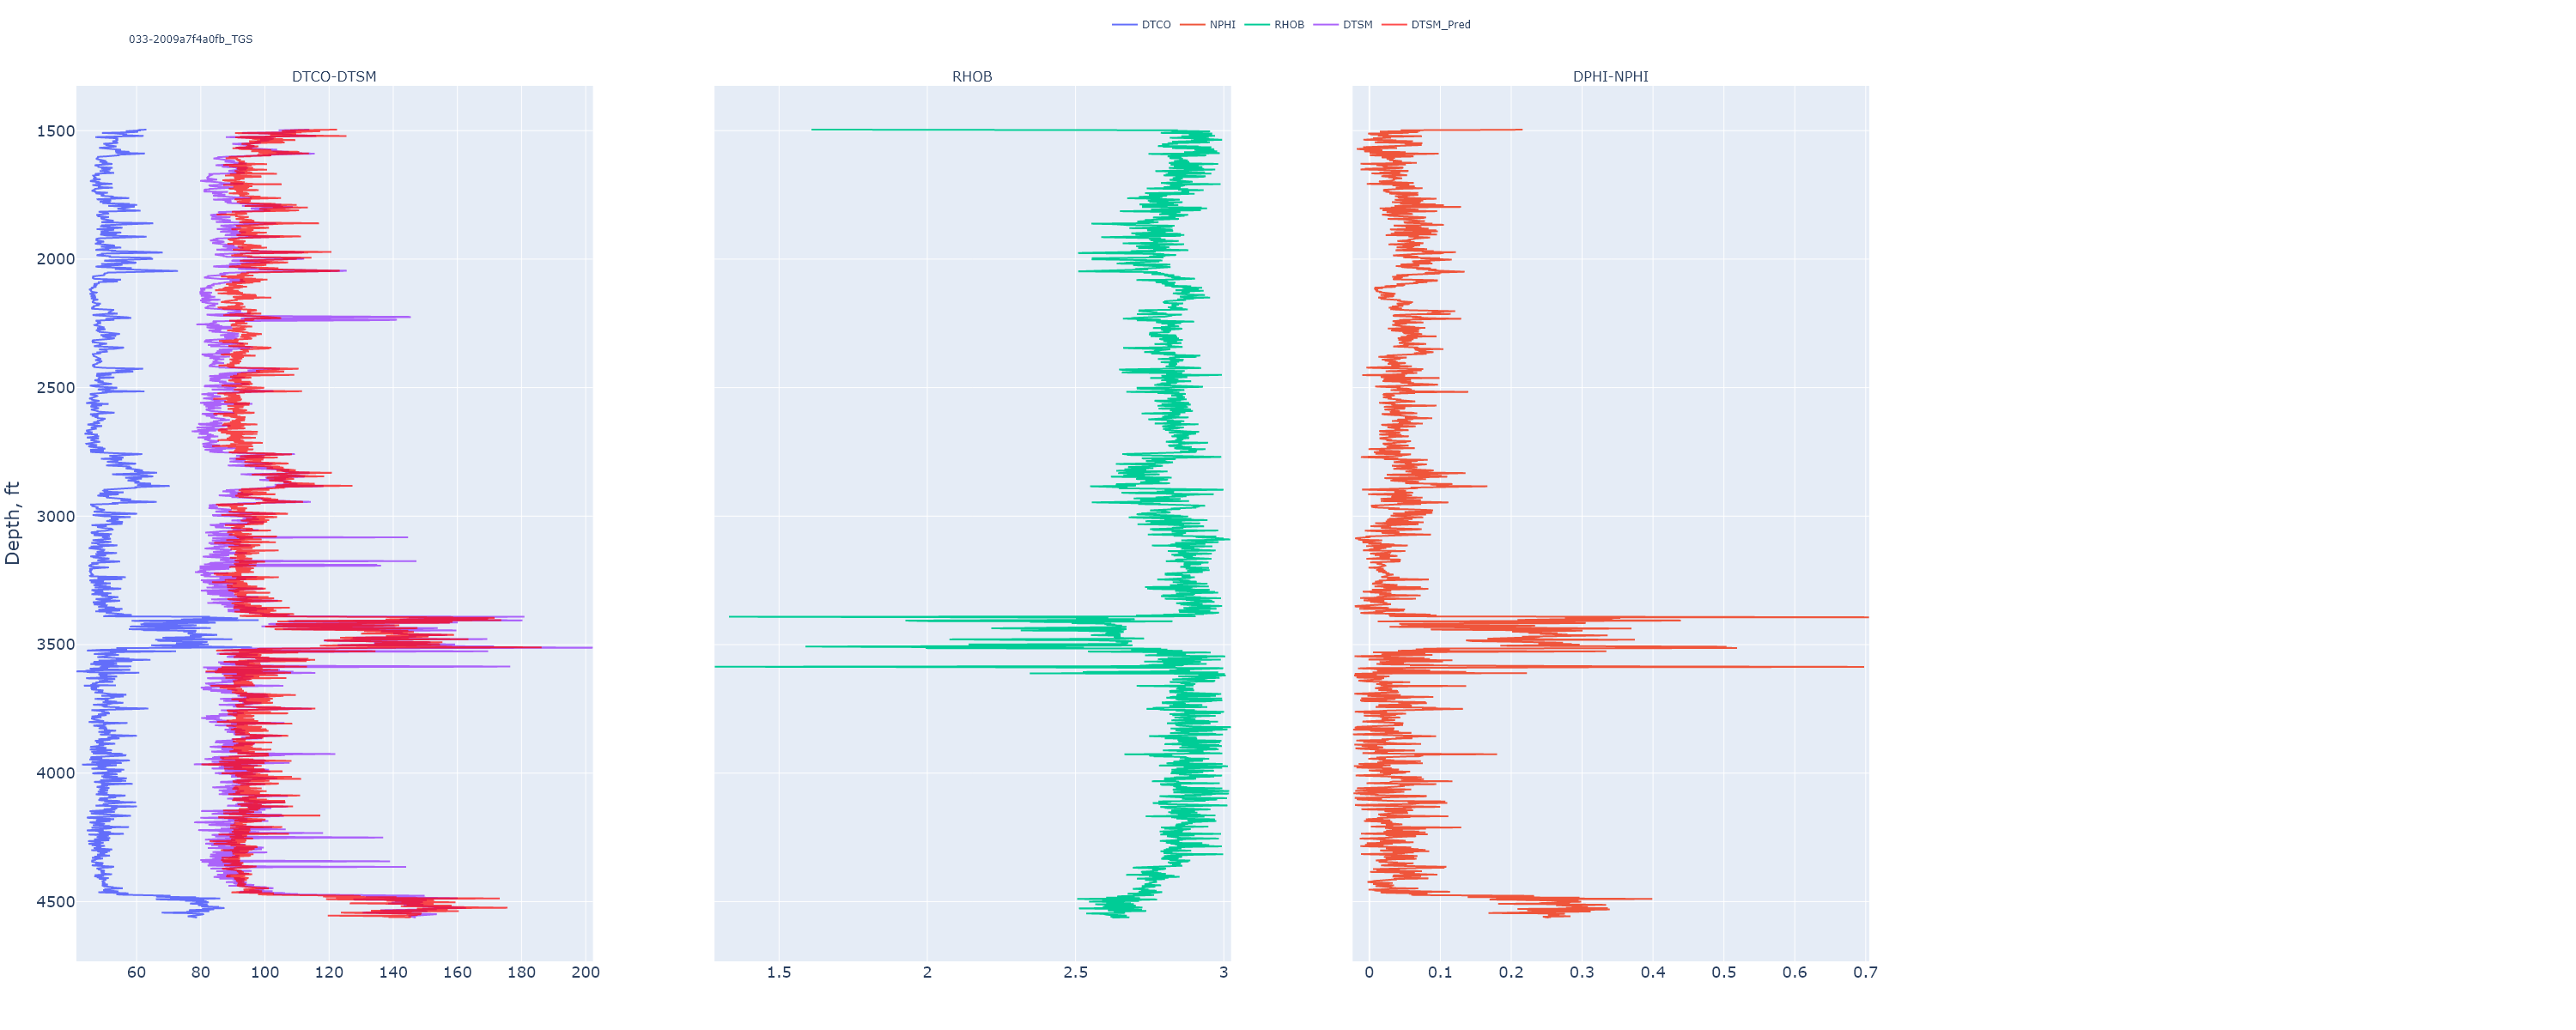 DTCO NPHI RHOB DTSM DTSM_Pred
033-2009a7f4a0fb_TGS
DTCO-DTSM RHOB DPHI-NPHI
1500
2000
2500
3000
3500
4000
4500
Depth, ft
60 80 100 120 140 160 180 200 1.5 2 2.5 3 0 0.1 0.2 0.3 0.4 0.5 0.6 0.7